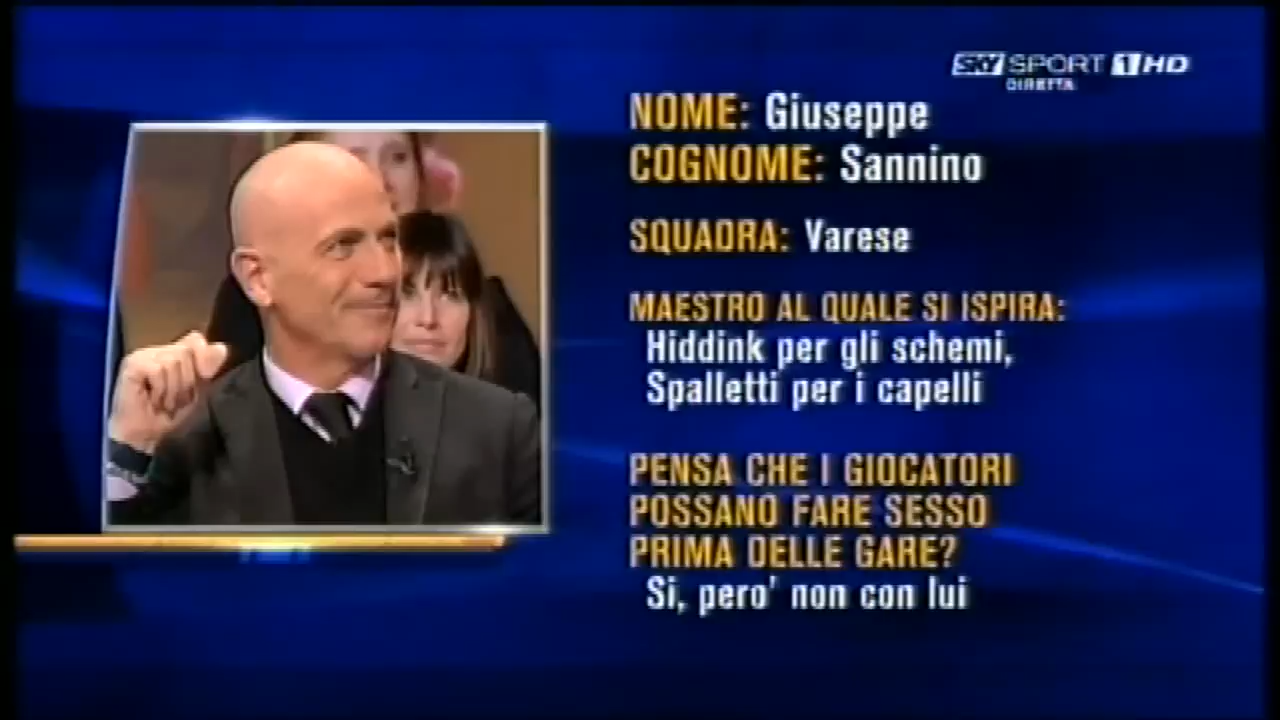 SKY SPORT 1 HD
DIRETTA
NOME: Giuseppe
COGNOME: Sannino
SQUADRA: Varese
MAESTRO AL QUALE SI ISPIRA:
Hiddink per gli schemi,
Spalletti per i capelli
PENSA CHE I GIOCATORI
POSSANO FARE SESSO
PRIMA DELLE GARE?
Si, pero' non con lui